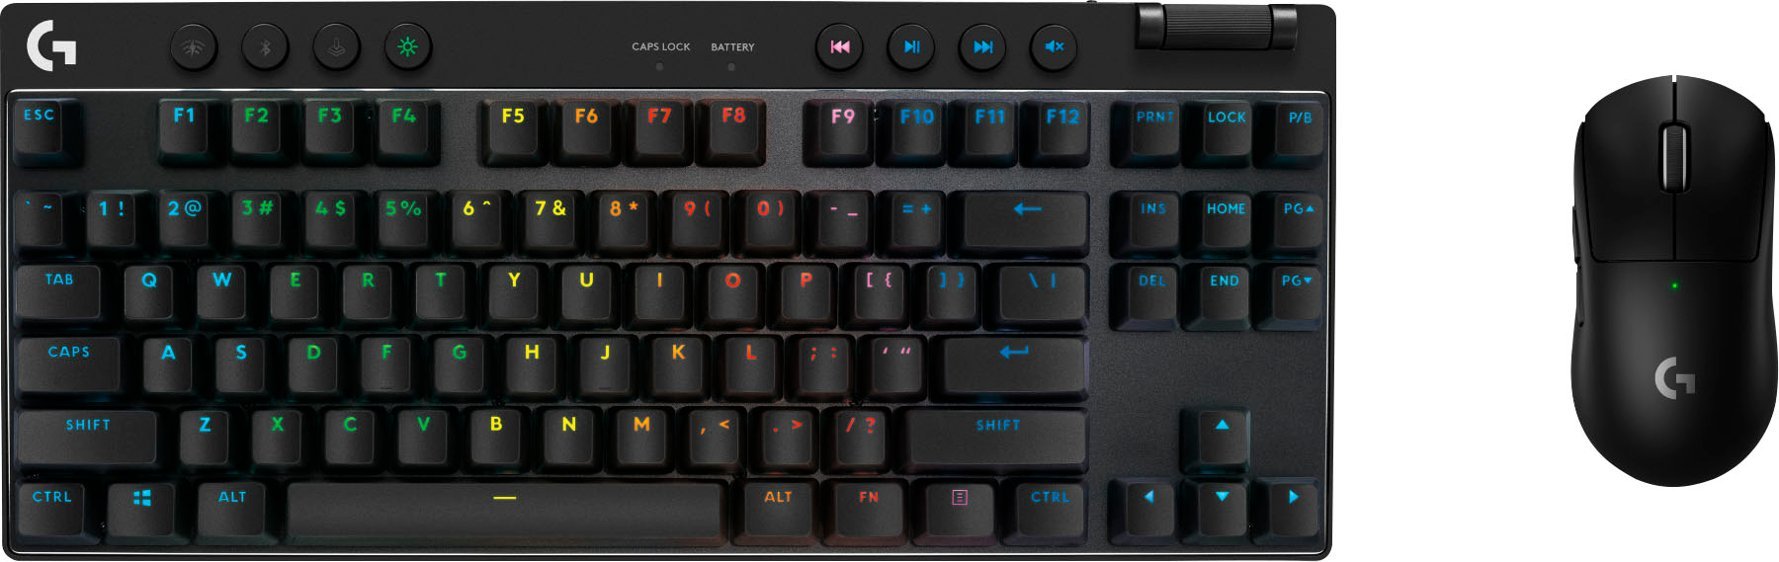 CAPS LOCK BATTERY
ESC F1 F2 F3 F4 F5 F6 F7 F8 F9 F10 F11 F12 PRNT LOCK P/B
` ~ 1 ! 2 @ 3 # 4 $ 5 % 6 ^ 7 & 8 * 9 ( 0 ) - _ = + INS HOME PG▲
TAB Q W E R T Y U I O P [ { ] } \ | DEL END PG▼
CAPS A S D F G H J K L ; : ' "
SHIFT Z X C V B N M , < . > / ? SHIFT
CTRL ALT ALT FN CTRL